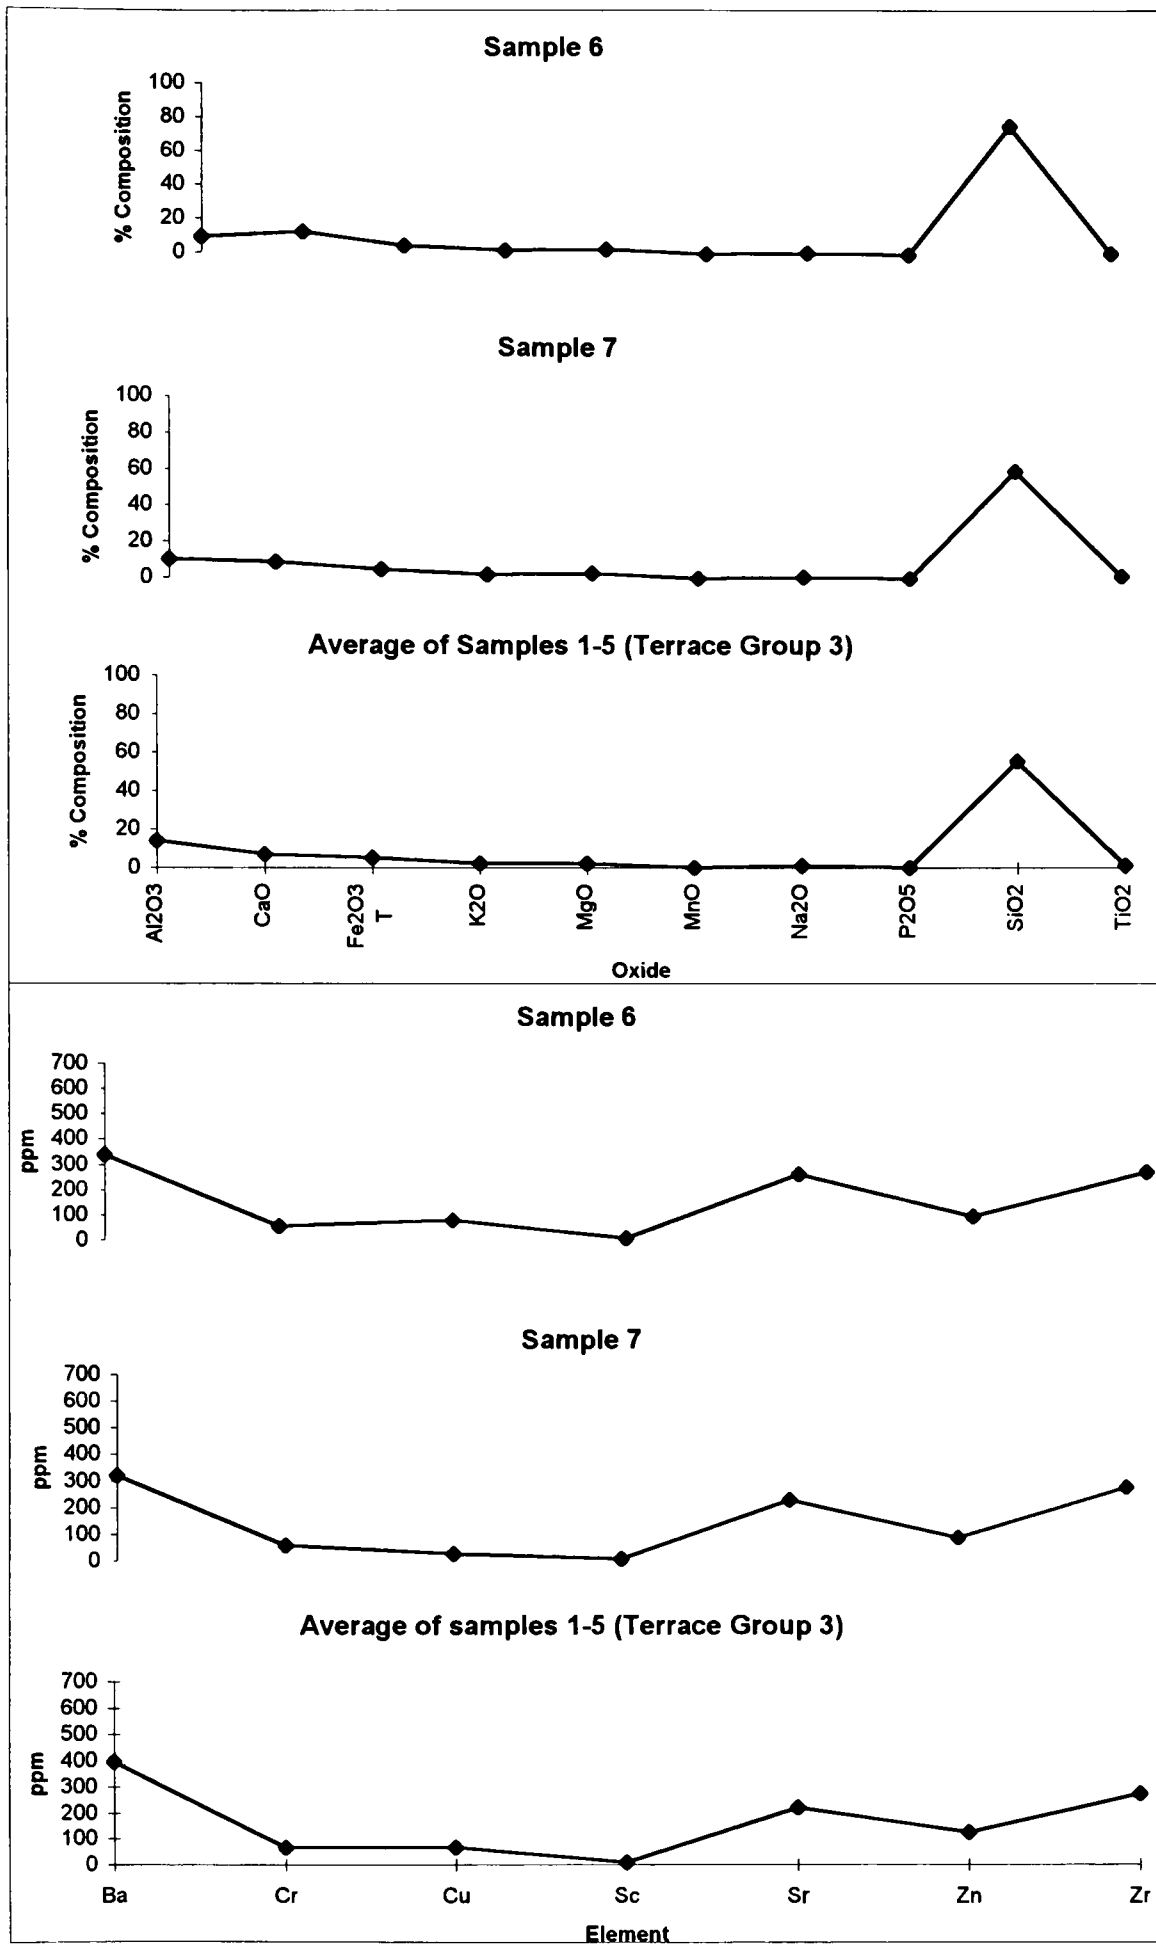 Sample 6
100
80
60
40
20
0
% Composition
Sample 7
100
80
60
40
20
0
% Composition
Average of Samples 1-5 (Terrace Group 3)
100
80
60
40
20
0
% Composition
Al2O3 CaO Fe2O3 T K2O MgO MnO Na2O P2O5 SiO2 TiO2
Oxide
Sample 6
700
600
500
400
300
200
100
0
ppm
Sample 7
700
600
500
400
300
200
100
0
ppm
Average of samples 1-5 (Terrace Group 3)
700
600
500
400
300
200
100
0
ppm
Ba Cr Cu Sc Sr Zn Zr
Element